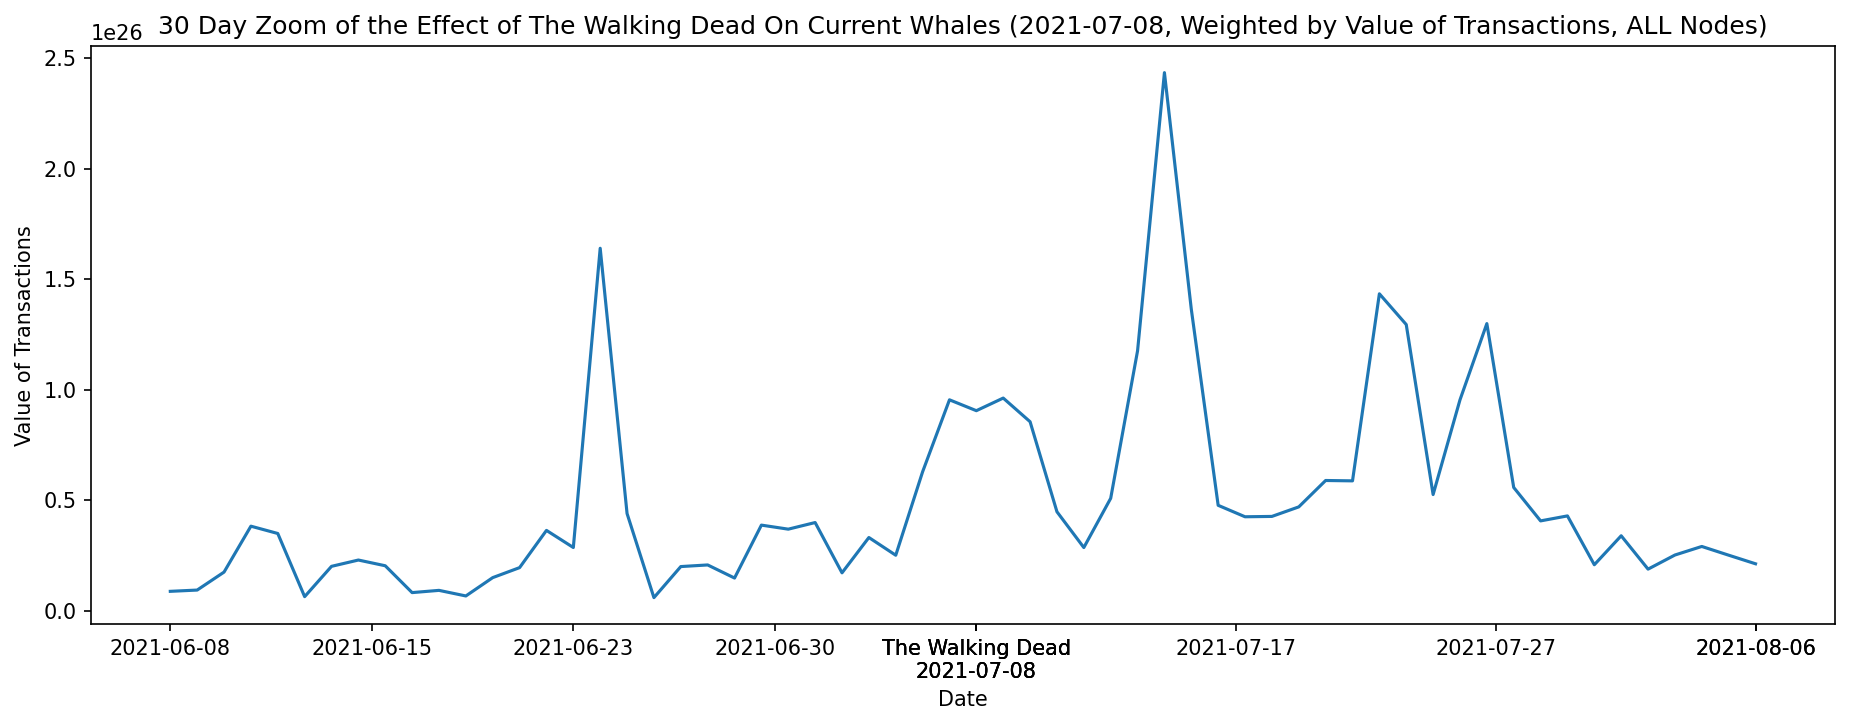 30 Day Zoom of the Effect of The Walking Dead On Current Whales (2021-07-08, Weighted by Value of Transactions, ALL Nodes)
1e26
2.5
2.0
1.5
1.0
0.5
0.0
Value of Transactions
2021-06-08 2021-06-15 2021-06-23 2021-06-30 The Walking Dead 2021-07-17 2021-07-27 2021-08-06
2021-07-08
Date